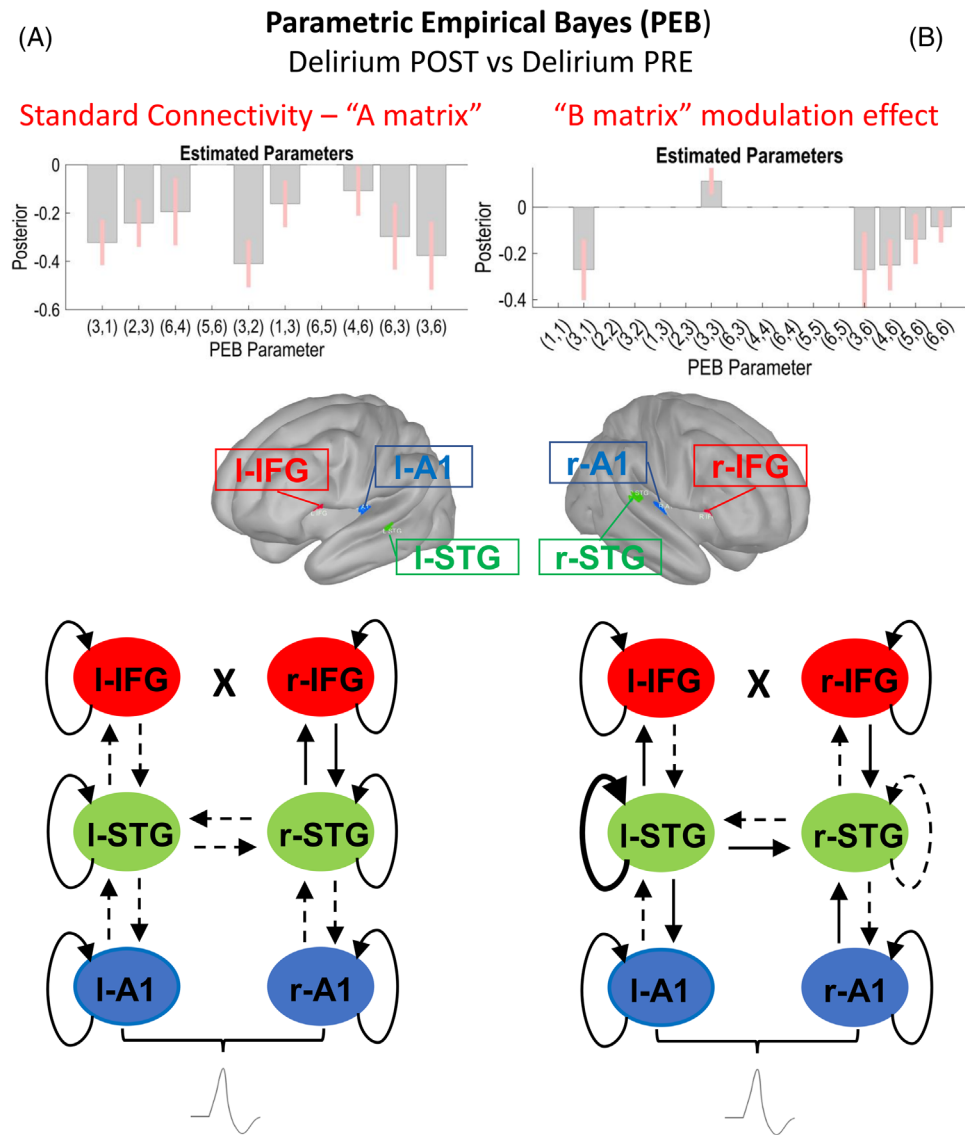 Parametric Empirical Bayes (PEB)
(A)
(B)
Delirium POST vs Delirium PRE
Standard Connectivity – “A matrix”
Estimated Parameters
Posterior
0
-0.2
-0.4
-0.6
(3,1) (2,3) (6,4) (5,6) (3,2) (1,3) (6,5) (4,6) (6,3) (3,6)
PEB Parameter
“B matrix” modulation effect
Estimated Parameters
Posterior
0
-0.2
-0.4
(1,1) (3,1) (2,2) (3,2) (1,3) (2,3) (3,3) (6,3) (4,4) (6,4) (5,5) (6,5) (3,6) (4,6) (5,6) (6,6)
PEB Parameter
l-IFG
l-A1
l-STG
r-A1
r-IFG
r-STG
l-IFG X r-IFG
l-STG r-STG
l-A1 r-A1
l-IFG X r-IFG
l-STG r-STG
l-A1 r-A1